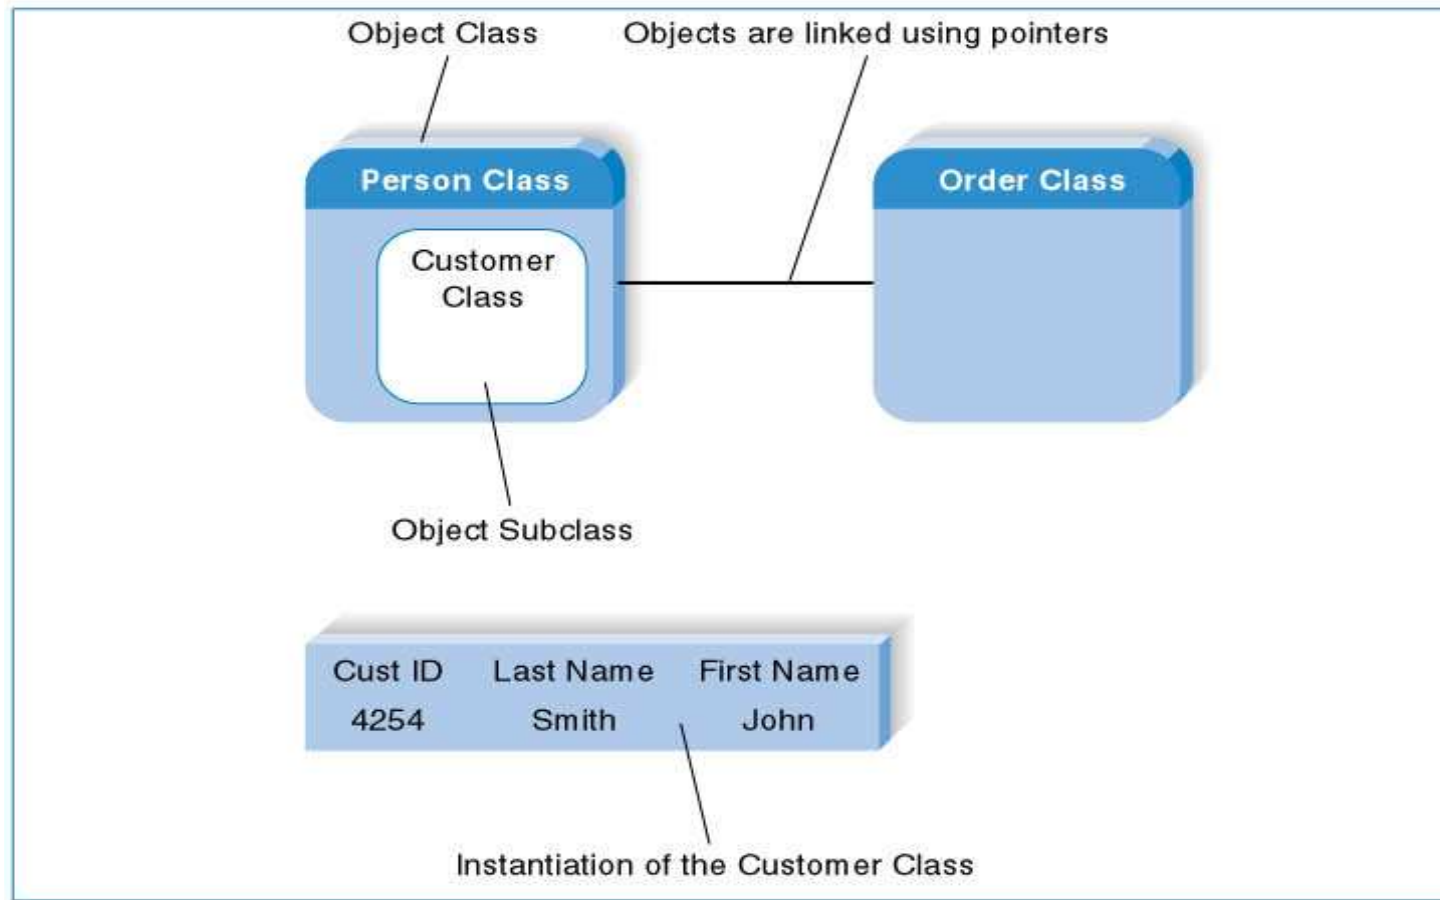 Object Class
Objects are linked using pointers
Person Class
Order Class
Customer
Class
Object Subclass
Cust ID Last Name First Name
4254 Smith John
Instantiation of the Customer Class